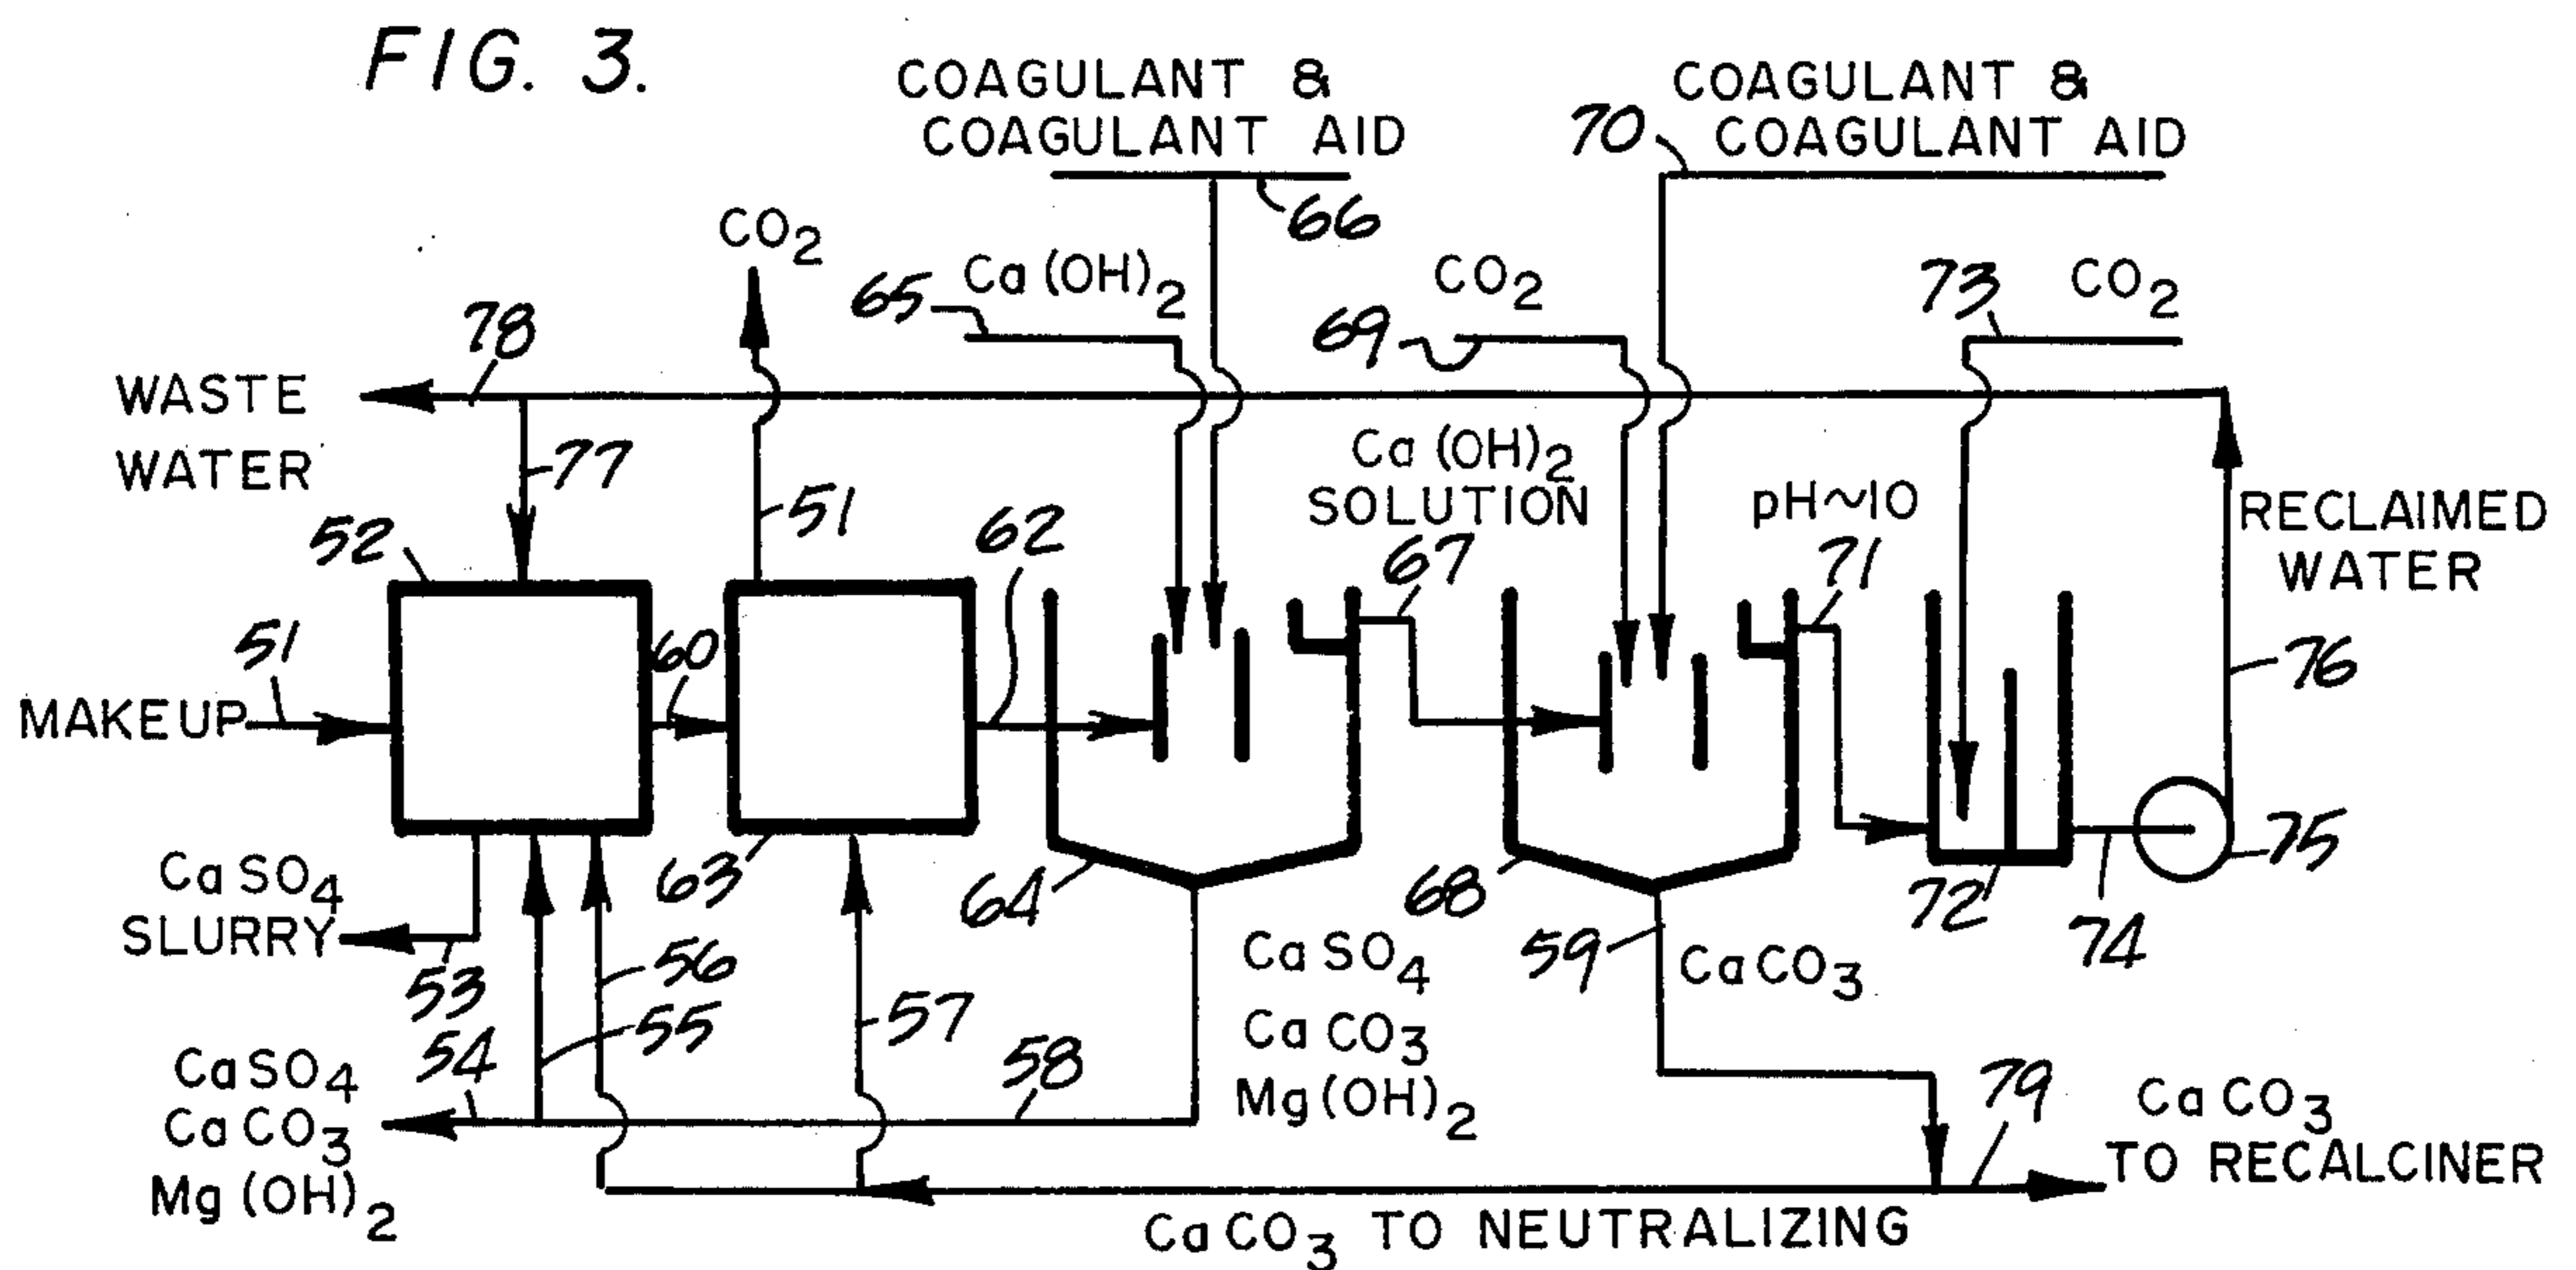 FIG. 3.
COAGULANT &
COAGULANT AID
66
70
COAGULANT &
COAGULANT AID
CO2
65
Ca(OH)2
69
CO2
73
CO2
78
WASTE
WATER
77
52
51
62
Ca(OH)2
SOLUTION
67
pH~10
71
RECLAIMED
WATER
76
51
MAKEUP
60
63
64
68
72
74
75
CaSO4
SLURRY
53
56
55
57
58
CaSO4
CaCO3
Mg(OH)2
59
CaCO3
54
CaSO4
CaCO3
Mg(OH)2
79
CaCO3
TO RECALCINER
CaCO3 TO NEUTRALIZING